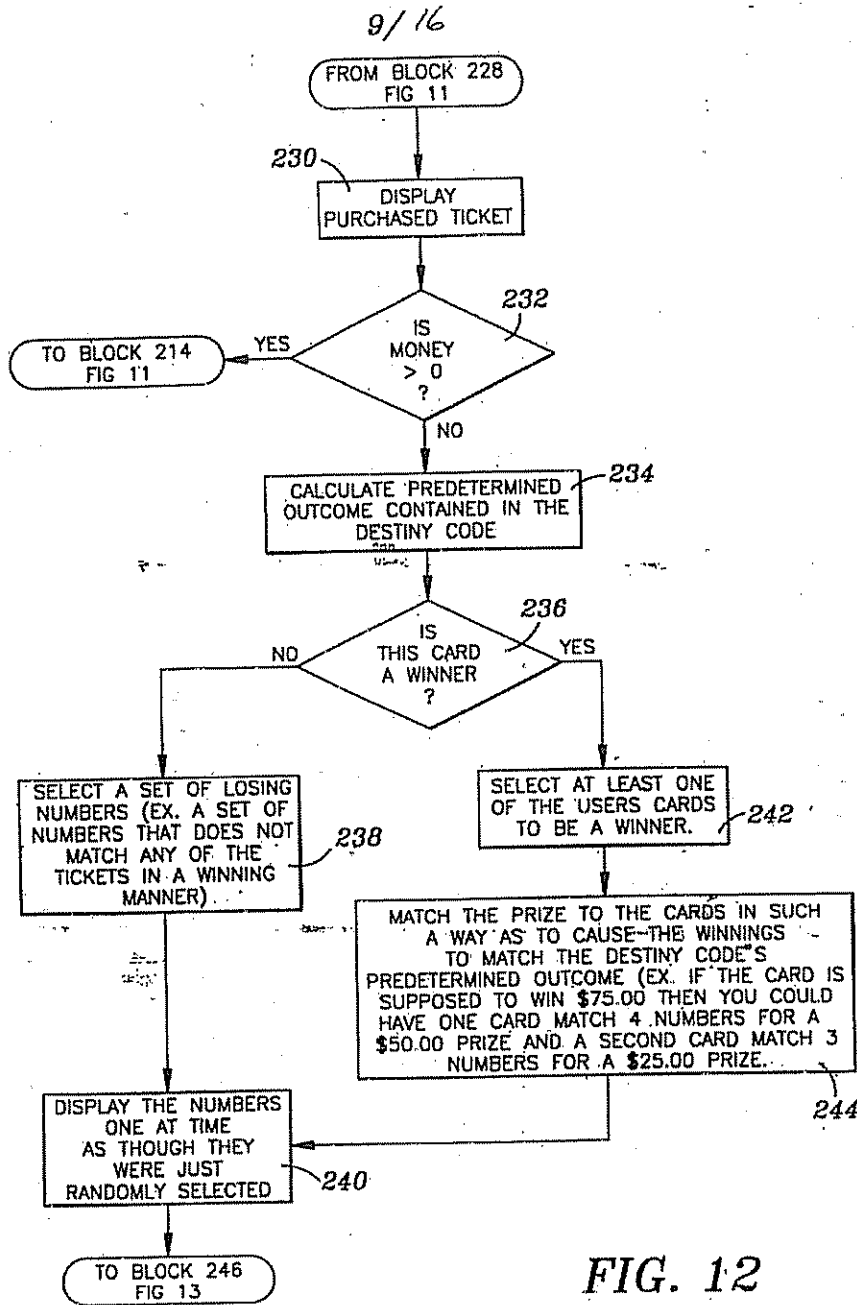 9/16
FROM BLOCK 228
FIG 11
230
DISPLAY
PURCHASED TICKET
232
IS
MONEY
> 0
?
YES
TO BLOCK 214
FIG 11
NO
234
CALCULATE PREDETERMINED
OUTCOME CONTAINED IN THE
DESTINY CODE
236
IS
THIS CARD
A WINNER
?
NO
YES
SELECT A SET OF LOSING
NUMBERS (EX. A SET OF
NUMBERS THAT DOES NOT
MATCH ANY OF THE
TICKETS IN A WINNING
MANNER)
238
SELECT AT LEAST ONE
OF THE USERS CARDS
TO BE A WINNER.
242
MATCH THE PRIZE TO THE CARDS IN SUCH
A WAY AS TO CAUSE THE WINNINGS
TO MATCH THE DESTINY CODE"S
PREDETERMINED OUTCOME (EX. IF THE CARD IS
SUPPOSED TO WIN $75.00 THEN YOU COULD
HAVE ONE CARD MATCH 4 NUMBERS FOR A
$50.00 PRIZE AND A SECOND CARD MATCH 3
NUMBERS FOR A $25.00 PRIZE.
244
DISPLAY THE NUMBERS
ONE AT TIME
AS THOUGH THEY
WERE JUST
RANDOMLY SELECTED
240
TO BLOCK 246
FIG 13
FIG. 12